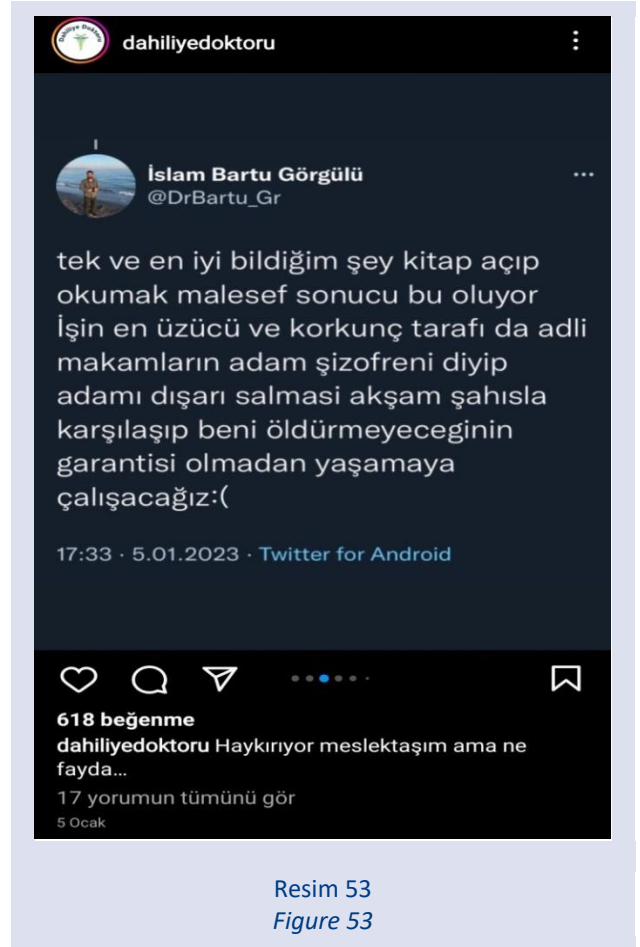 Dahiliye Doktoru
dahiliyedoktoru
İslam Bartu Görgülü
@DrBartu_Gr
tek ve en iyi bildiğim şey kitap açıp
okumak malesef sonucu bu oluyor
İşin en üzücü ve korkunç tarafı da adli
makamların adam şizofreni diyip
adamı dışarı salmasi akşam şahısla
karşılaşıp beni öldürmeyeceginin
garantisi olmadan yaşamaya
çalışacağız:(
17:33 · 5.01.2023 · Twitter for Android
618 beğenme
dahiliyedoktoru Haykırıyor meslektaşım ama ne
fayda...
17 yorumun tümünü gör
5 Ocak
Resim 53
Figure 53